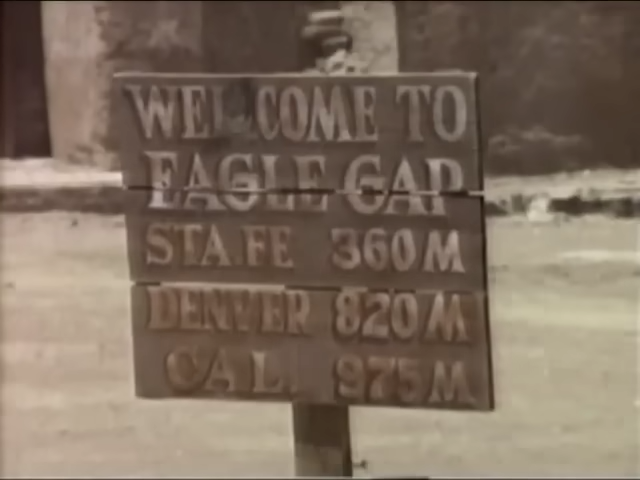 WELCOME TO
EAGLE GAP
STA. FE 360 M
DENVER 820 M
CAL. 975 M